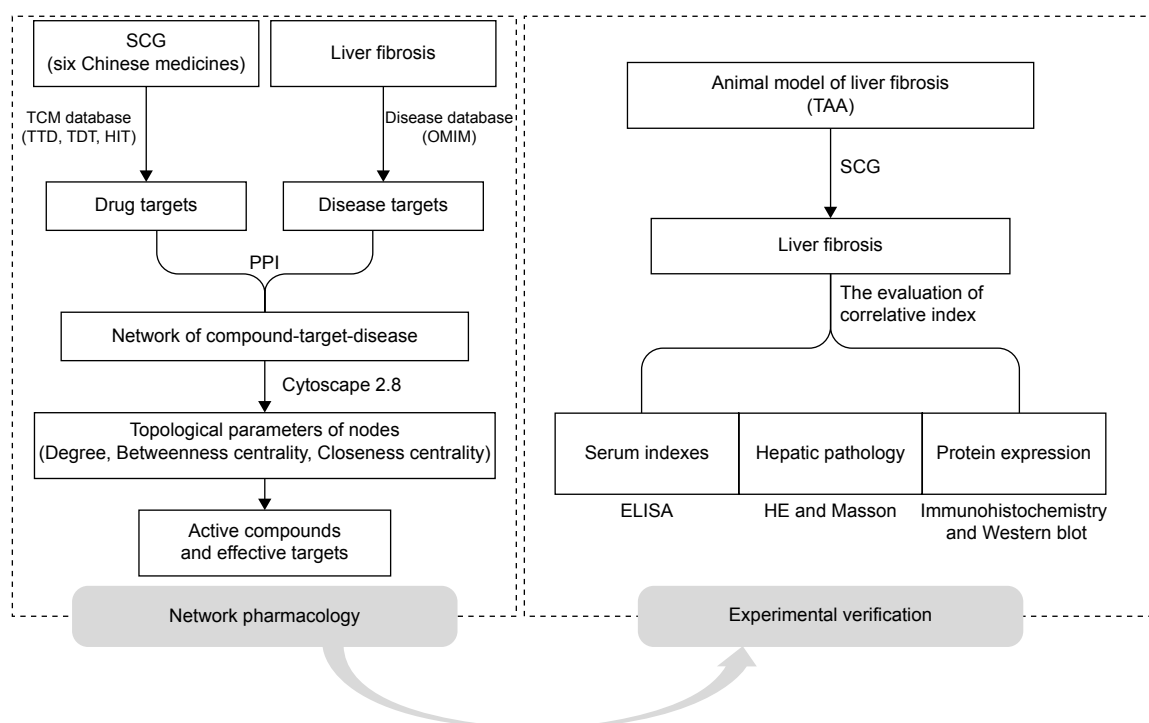 SCG
(six Chinese medicines)
Liver fibrosis
TCM database
(TTD, TDT, HIT)
Disease database
(OMIM)
Drug targets
Disease targets
PPI
Network of compound-target-disease
Cytoscape 2.8
Topological parameters of nodes
(Degree, Betweenness centrality, Closeness centrality)
Active compounds
and effective targets
Network pharmacology
Animal model of liver fibrosis
(TAA)
SCG
Liver fibrosis
The evaluation of
correlative index
Serum indexes
Hepatic pathology
Protein expression
ELISA
HE and Masson
Immunohistochemistry
and Western blot
Experimental verification